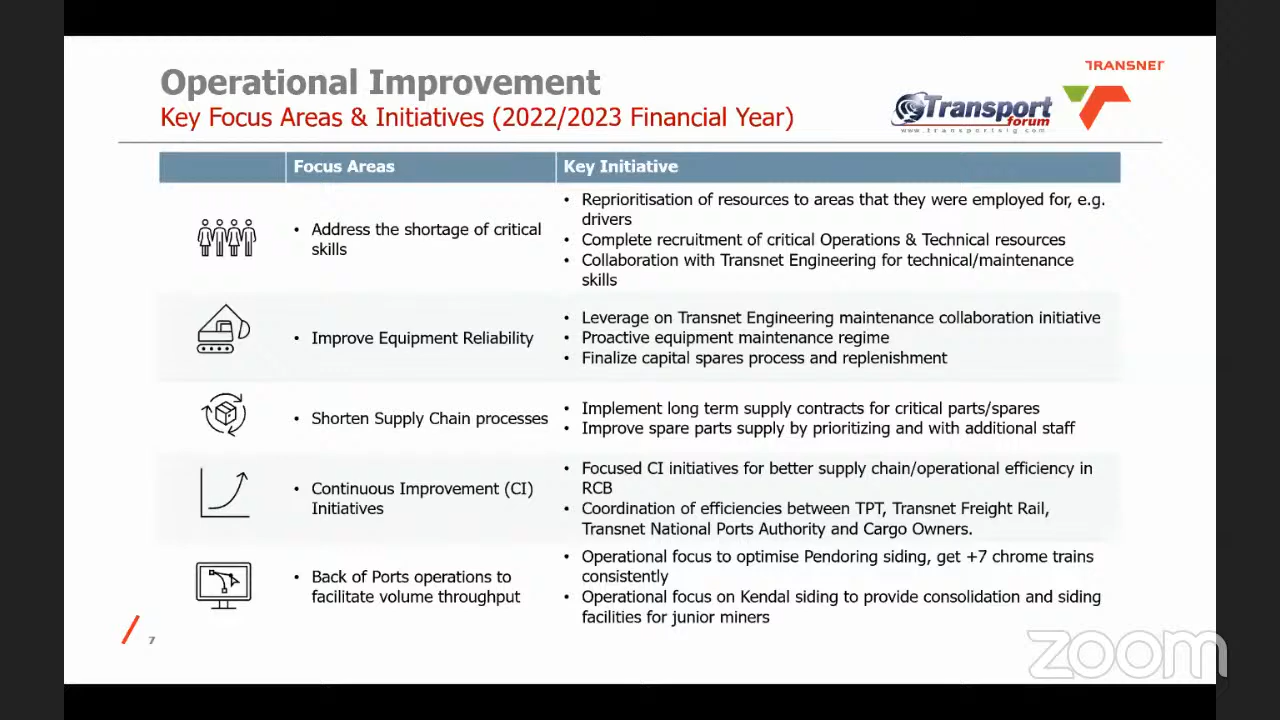 Operational Improvement
Key Focus Areas & Initiatives (2022/2023 Financial Year)
TRANSNET
Transport
forum
www.transportsig.com
Focus Areas
Key Initiative
• Address the shortage of critical
skills
• Reprioritisation of resources to areas that they were employed for, e.g.
drivers
• Complete recruitment of critical Operations & Technical resources
• Collaboration with Transnet Engineering for technical/maintenance
skills
• Improve Equipment Reliability
• Leverage on Transnet Engineering maintenance collaboration initiative
• Proactive equipment maintenance regime
• Finalize capital spares process and replenishment
• Shorten Supply Chain processes
• Implement long term supply contracts for critical parts/spares
• Improve spare parts supply by prioritizing and with additional staff
• Continuous Improvement (CI)
Initiatives
• Focused CI initiatives for better supply chain/operational efficiency in
RCB
• Coordination of efficiencies between TPT, Transnet Freight Rail,
Transnet National Ports Authority and Cargo Owners.
• Back of Ports operations to
facilitate volume throughput
• Operational focus to optimise Pendoring siding, get +7 chrome trains
consistently
• Operational focus on Kendal siding to provide consolidation and siding
facilities for junior miners
7
zoom